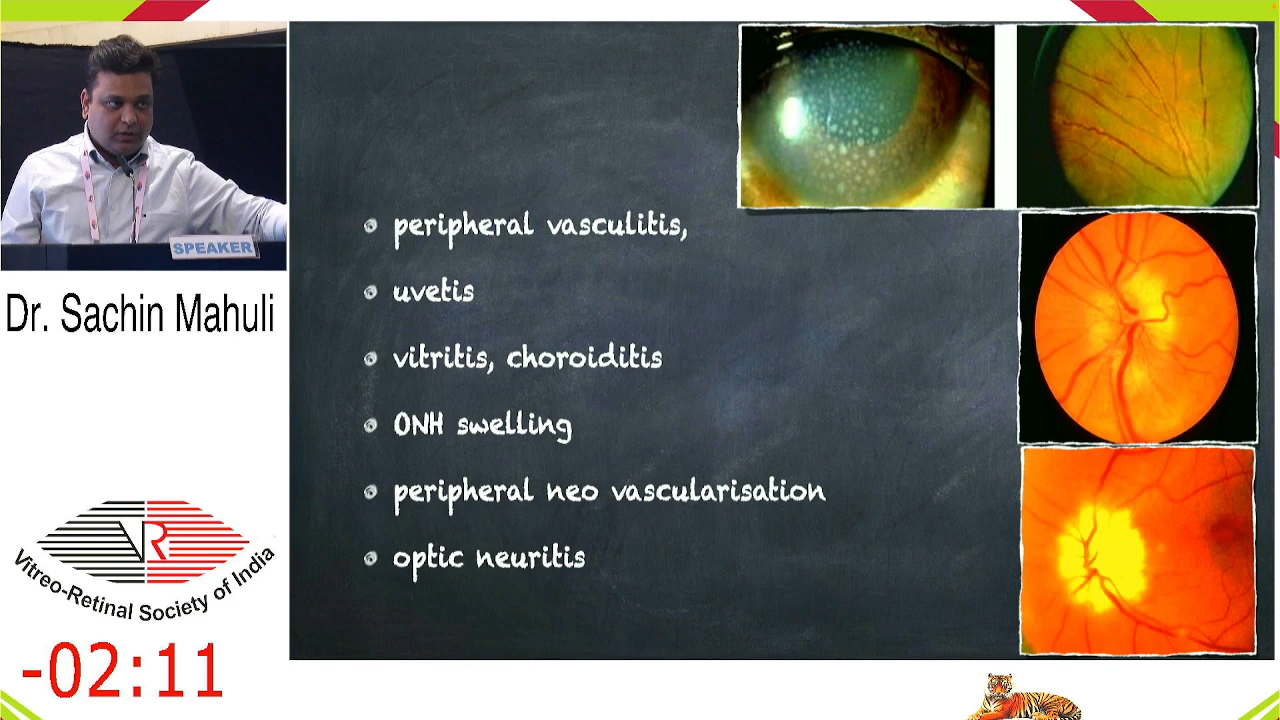 SPEAKER
Dr. Sachin Mahuli
VR
Vitreo-Retinal Society of India
-02:11
peripheral vasculitis,
uvetis
vitritis, choroiditis
ONH swelling
peripheral neo vascularisation
optic neuritis